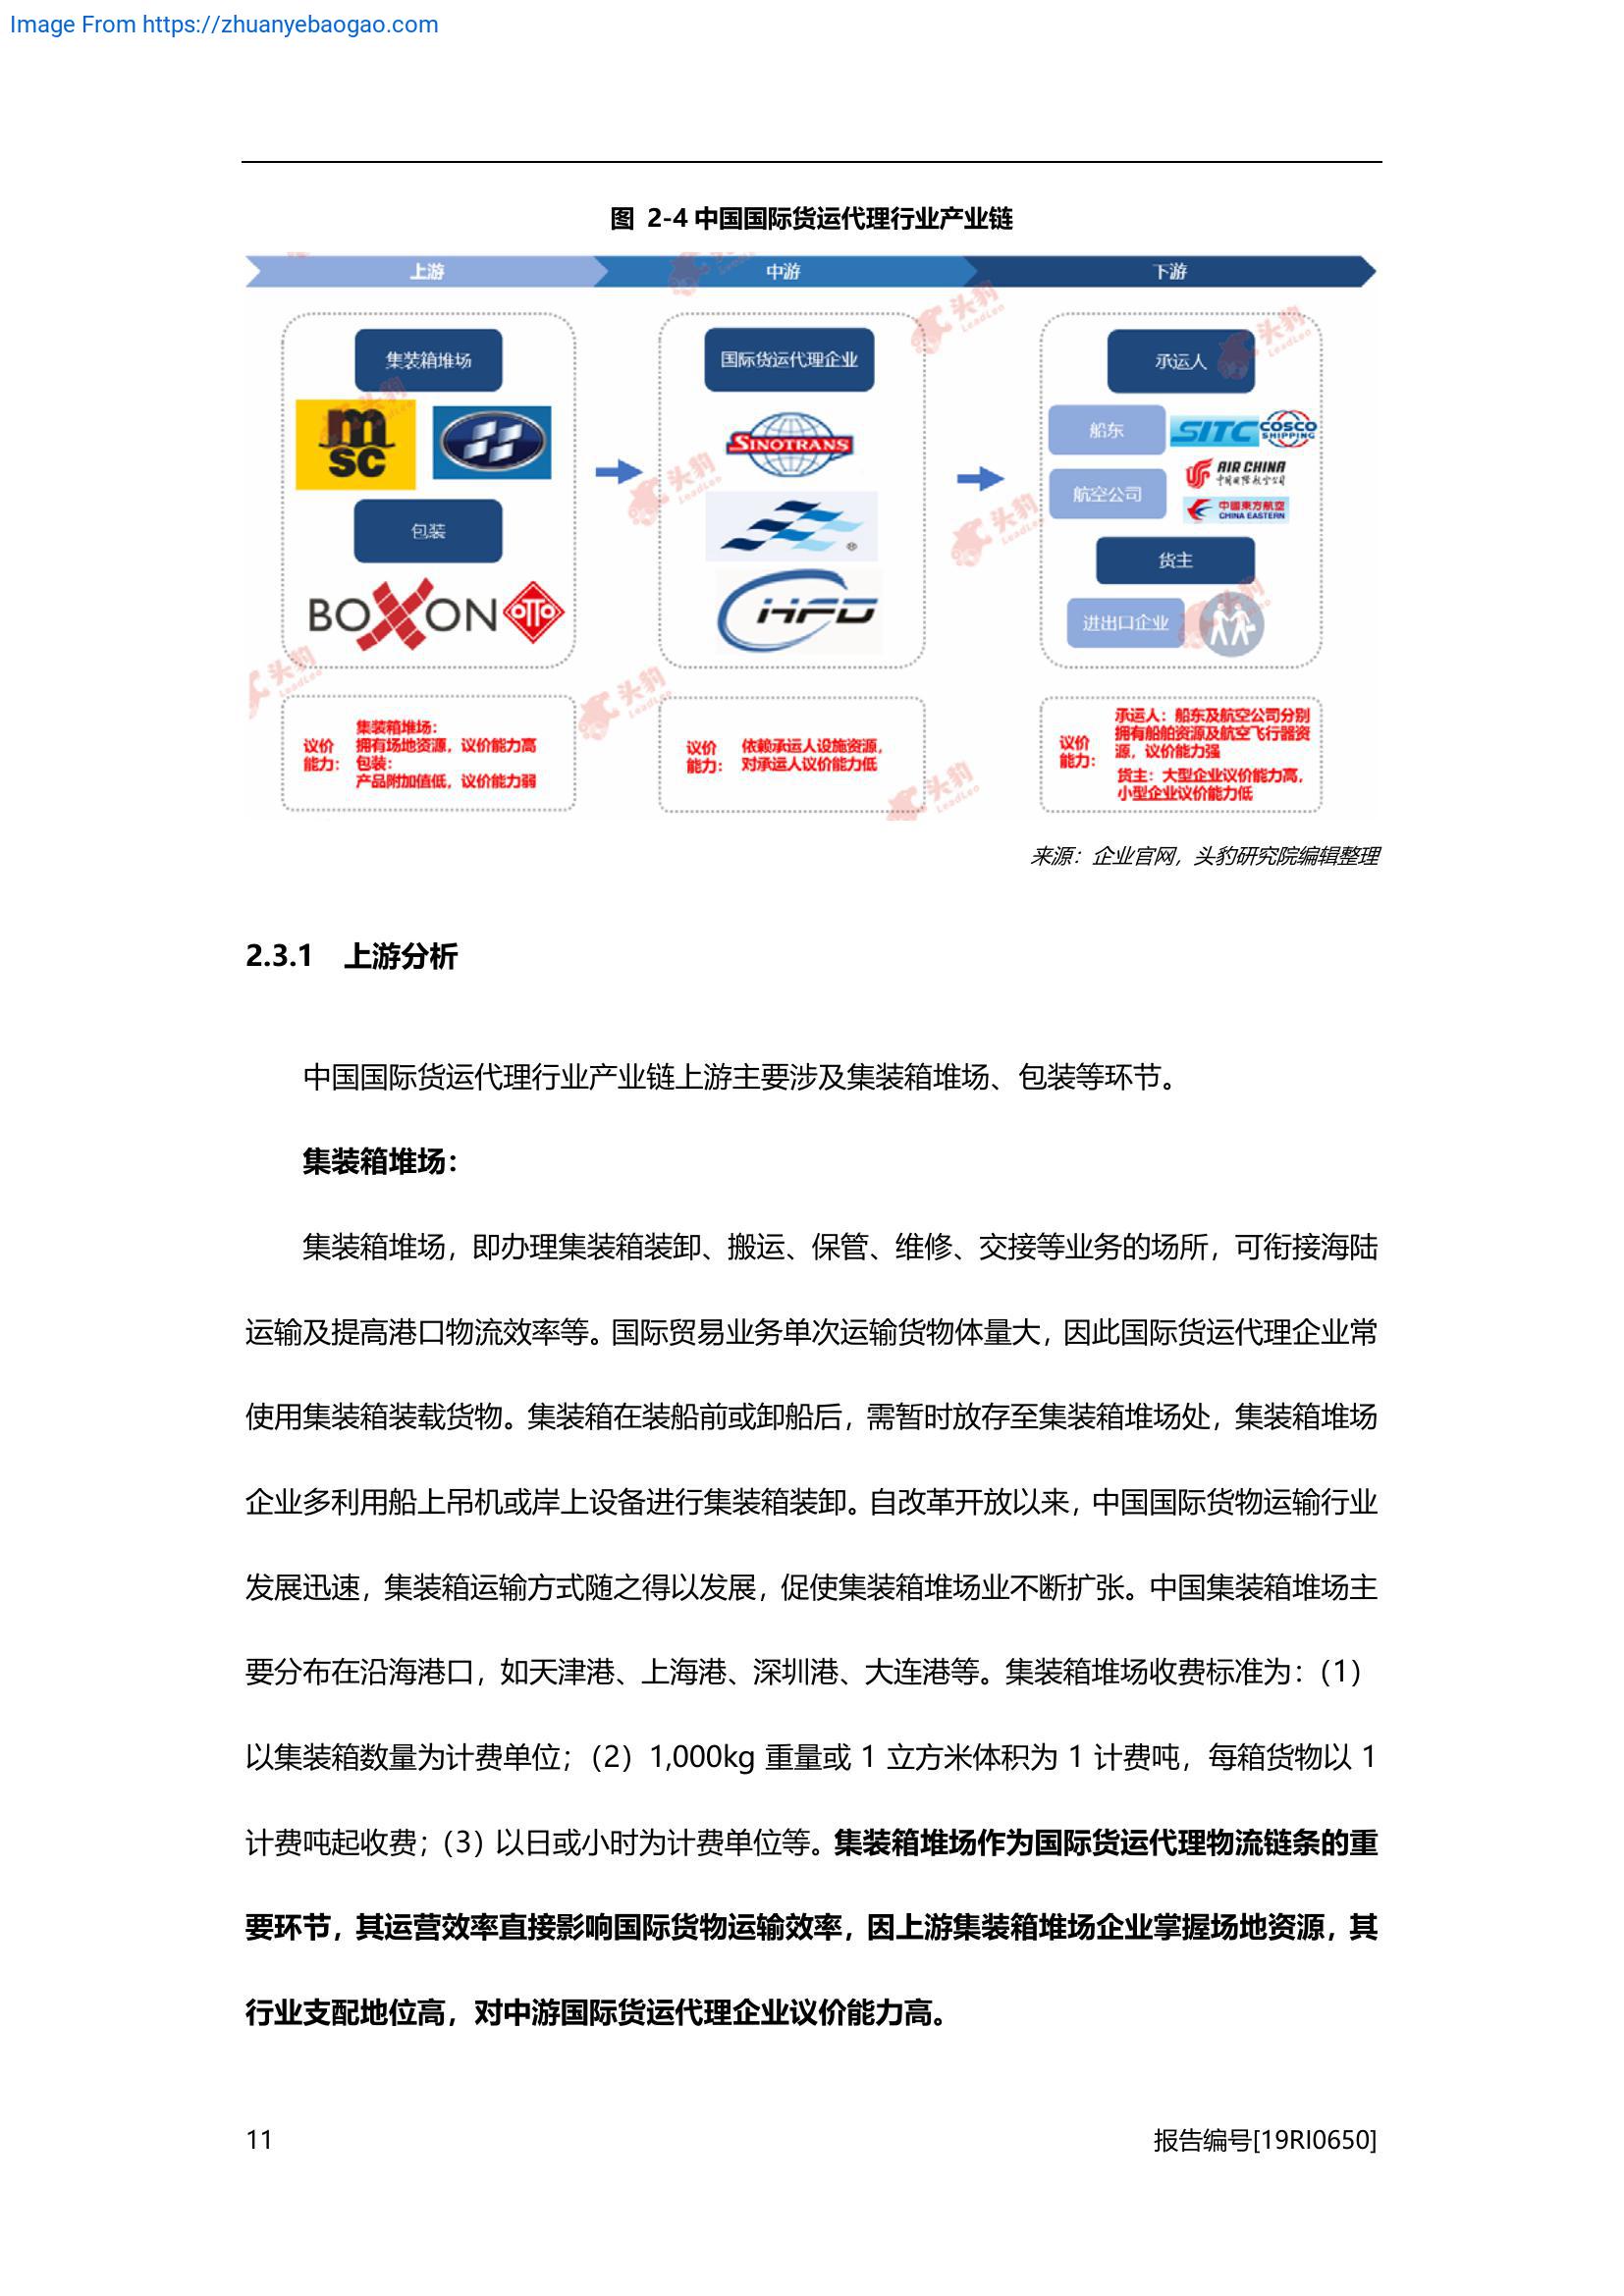 Image From https://zhuanyebaogao.com
图 2-4 中国国际货运代理行业产业链
上游
中游
下游
集装箱堆场
msc
包装
BOXON
OTTO
国际货运代理企业
SINOTRANS
®
HFD
承运人
船东
SITC
COSCO
SHIPPING
航空公司
AIR CHINA
中国国际航空公司
中國東方航空
CHINA EASTERN
货主
进出口企业
议价
能力：
集装箱堆场：
拥有场地资源，议价能力高
包装：
产品附加值低，议价能力弱
议价
能力：
依赖承运人设施资源，
对承运人议价能力低
议价
能力：
承运人：船东及航空公司分别
拥有船舶资源及航空飞行器资
源，议价能力强
货主：大型企业议价能力高，
小型企业议价能力低
头豹
LeadLeo
来源：企业官网，头豹研究院编辑整理
2.3.1 上游分析
中国国际货运代理行业产业链上游主要涉及集装箱堆场、包装等环节。
集装箱堆场：
集装箱堆场，即办理集装箱装卸、搬运、保管、维修、交接等业务的场所，可衔接海陆
运输及提高港口物流效率等。国际贸易业务单次运输货物体量大，因此国际货运代理企业常
使用集装箱装载货物。集装箱在装船前或卸船后，需暂时放存至集装箱堆场处，集装箱堆场
企业多利用船上吊机或岸上设备进行集装箱装卸。自改革开放以来，中国国际货物运输行业
发展迅速，集装箱运输方式随之得以发展，促使集装箱堆场业不断扩张。中国集装箱堆场主
要分布在沿海港口，如天津港、上海港、深圳港、大连港等。集装箱堆场收费标准为：（1）
以集装箱数量为计费单位；（2）1,000kg 重量或 1 立方米体积为 1 计费吨，每箱货物以 1
计费吨起收费；（3）以日或小时为计费单位等。集装箱堆场作为国际货运代理物流链条的重
要环节，其运营效率直接影响国际货物运输效率，因上游集装箱堆场企业掌握场地资源，其
行业支配地位高，对中游国际货运代理企业议价能力高。
11
报告编号[19RI0650]